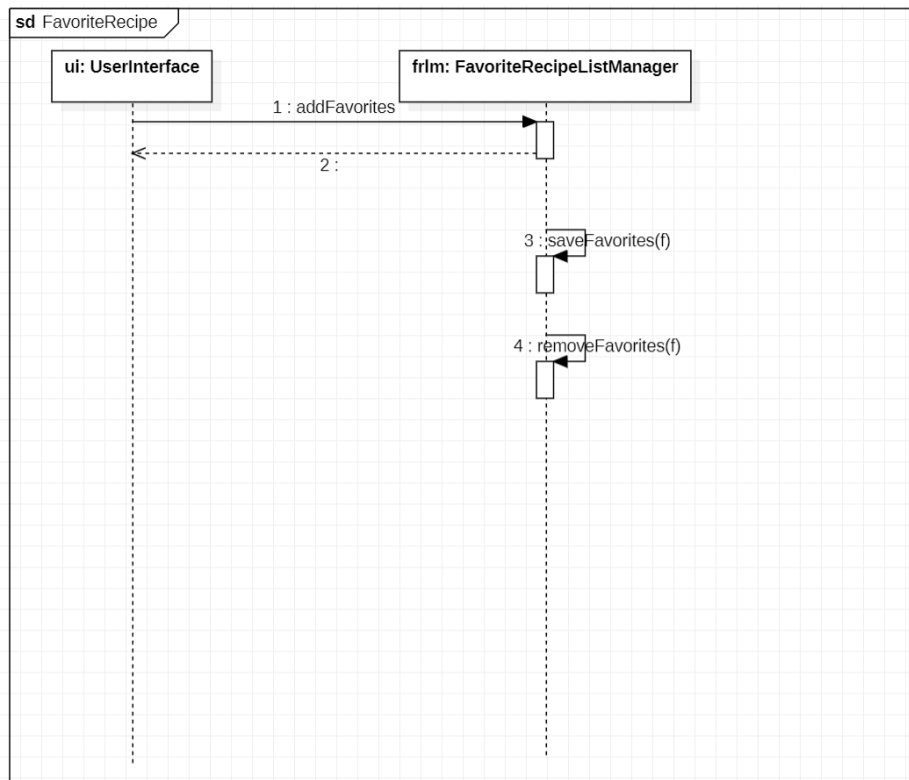 sd FavoriteRecipe
ui: UserInterface
frlm: FavoriteRecipeListManager
1 : addFavorites
2 :
3 : saveFavorites(f)
4 : removeFavorites(f)